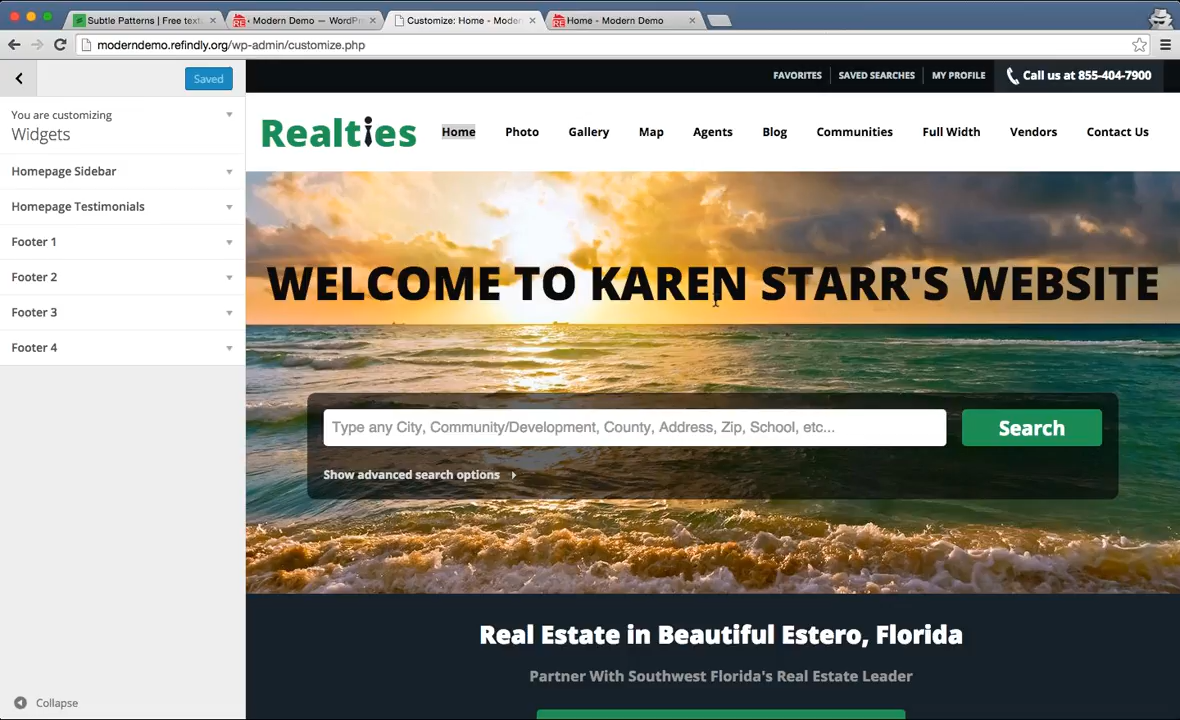 Subtle Patterns | Free text
Modern Demo — WordPr
Customize: Home - Modern
Home - Modern Demo
moderndemo.refindly.org/wp-admin/customize.php
Saved
You are customizing
Widgets
Homepage Sidebar
Homepage Testimonials
Footer 1
Footer 2
Footer 3
Footer 4
Collapse
FAVORITES SAVED SEARCHES MY PROFILE Call us at 855-404-7900
Realties Home Photo Gallery Map Agents Blog Communities Full Width Vendors Contact Us
WELCOME TO KAREN STARR'S WEBSITE
Type any City, Community/Development, County, Address, Zip, School, etc... Search
Show advanced search options
Real Estate in Beautiful Estero, Florida
Partner With Southwest Florida's Real Estate Leader